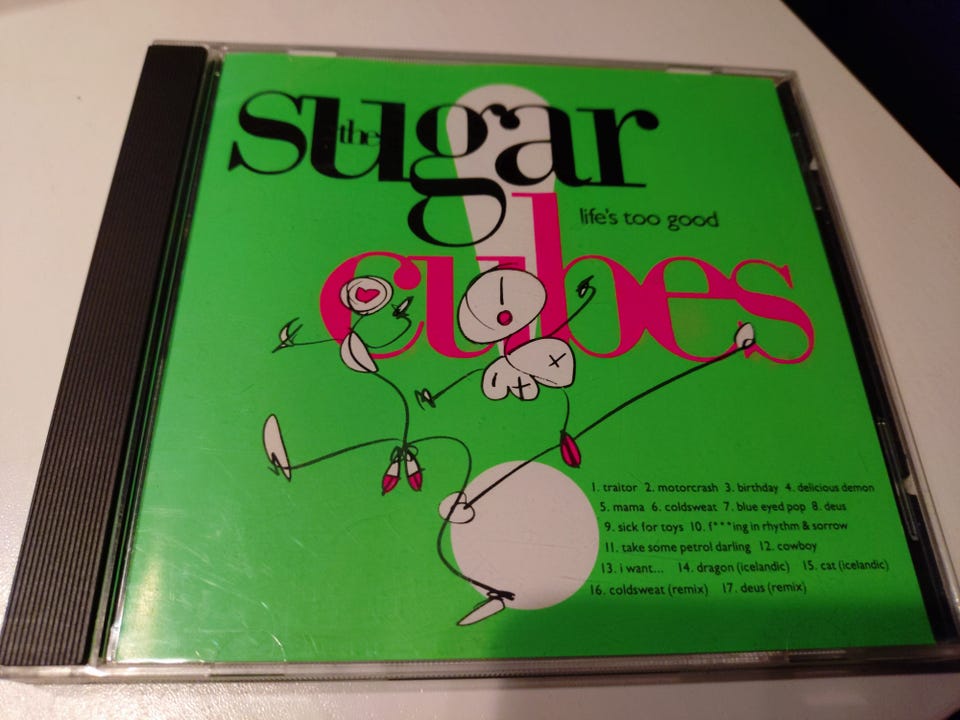 the
sugar
life's too good
cubes
1. traitor 2. motorcrash 3. birthday 4. delicious demon
5. mama 6. coldsweat 7. blue eyed pop 8. deus
9. sick for toys 10. f***ing in rhythm & sorrow
11. take some petrol darling 12. cowboy
13. i want... 14. dragon (icelandic) 15. cat (icelandic)
16. coldsweat (remix) 17. deus (remix)